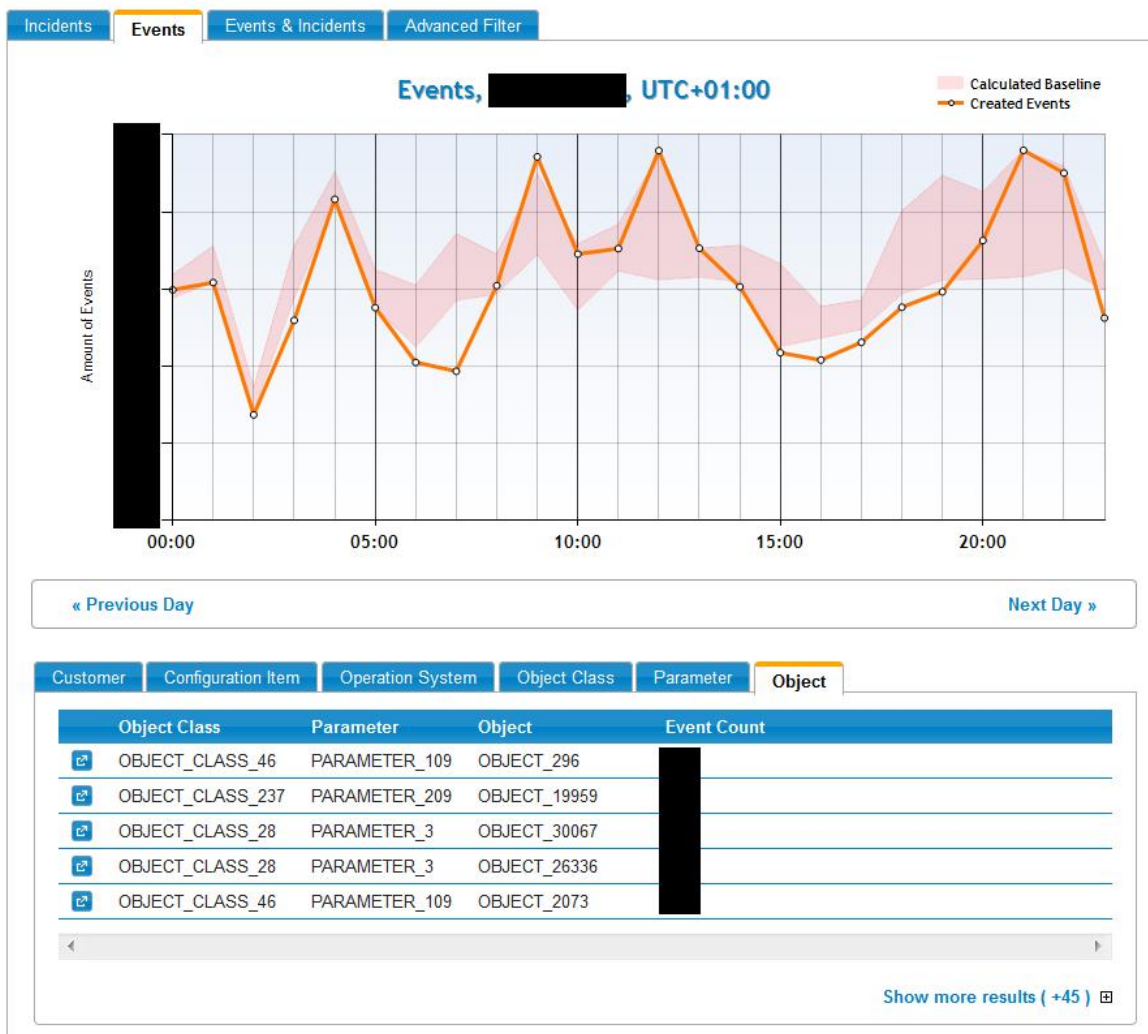 Incidents Events Events & Incidents Advanced Filter
Events, , UTC+01:00
Calculated Baseline
Created Events
Amount of Events
00:00 05:00 10:00 15:00 20:00
« Previous Day Next Day »
Customer Configuration Item Operation System Object Class Parameter Object
Object Class Parameter Object Event Count
OBJECT_CLASS_46 PARAMETER_109 OBJECT_296
OBJECT_CLASS_237 PARAMETER_209 OBJECT_19959
OBJECT_CLASS_28 PARAMETER_3 OBJECT_30067
OBJECT_CLASS_28 PARAMETER_3 OBJECT_26336
OBJECT_CLASS_46 PARAMETER_109 OBJECT_2073
Show more results ( +45 )